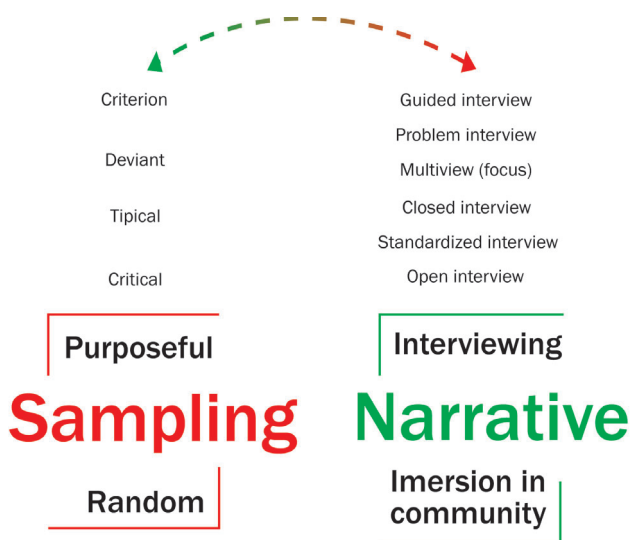 Criterion
Deviant
Tipical
Critical
Purposeful
Sampling
Random
Guided interview
Problem interview
Multiview (focus)
Closed interview
Standardized interview
Open interview
Interviewing
Narrative
Imersion in
community